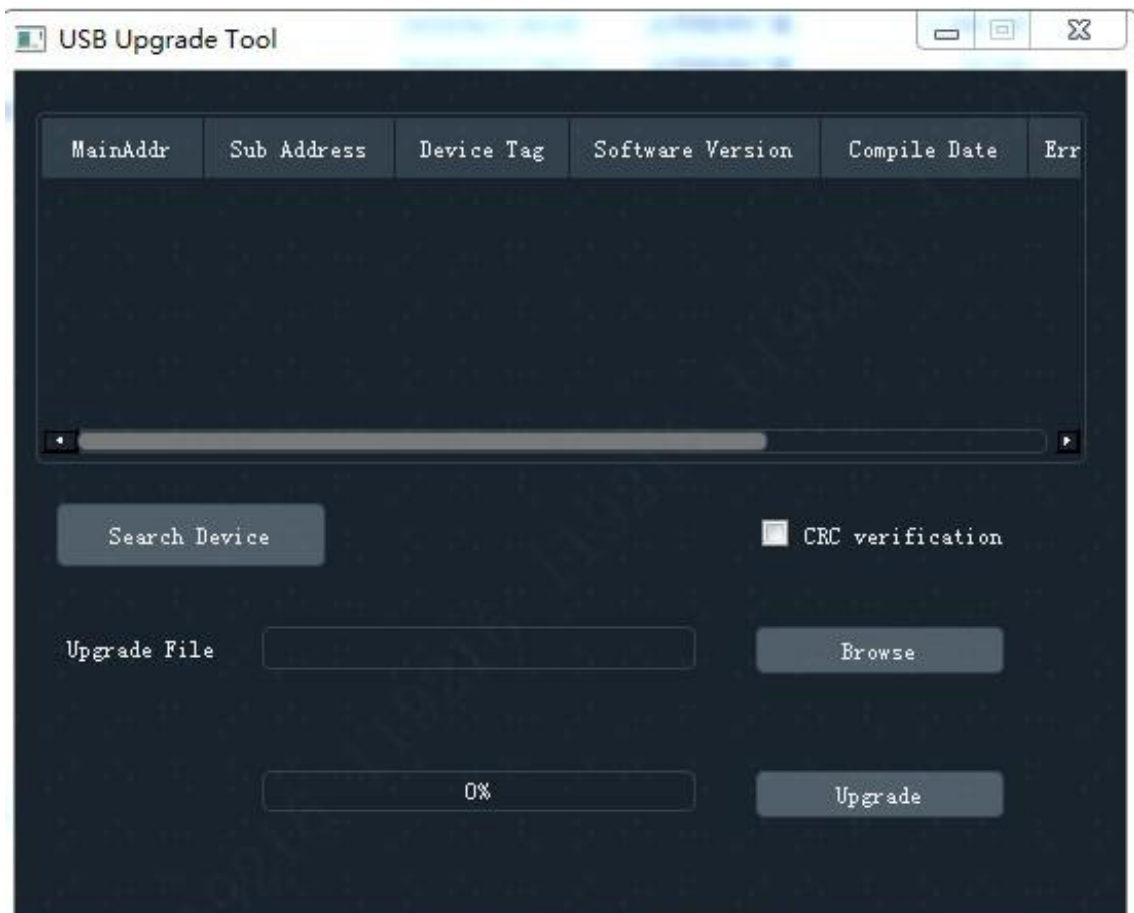 USB Upgrade Tool
MainAddr Sub Address Device Tag Software Version Compile Date Err
Search Device CRC verification
Upgrade File Browse
0% Upgrade